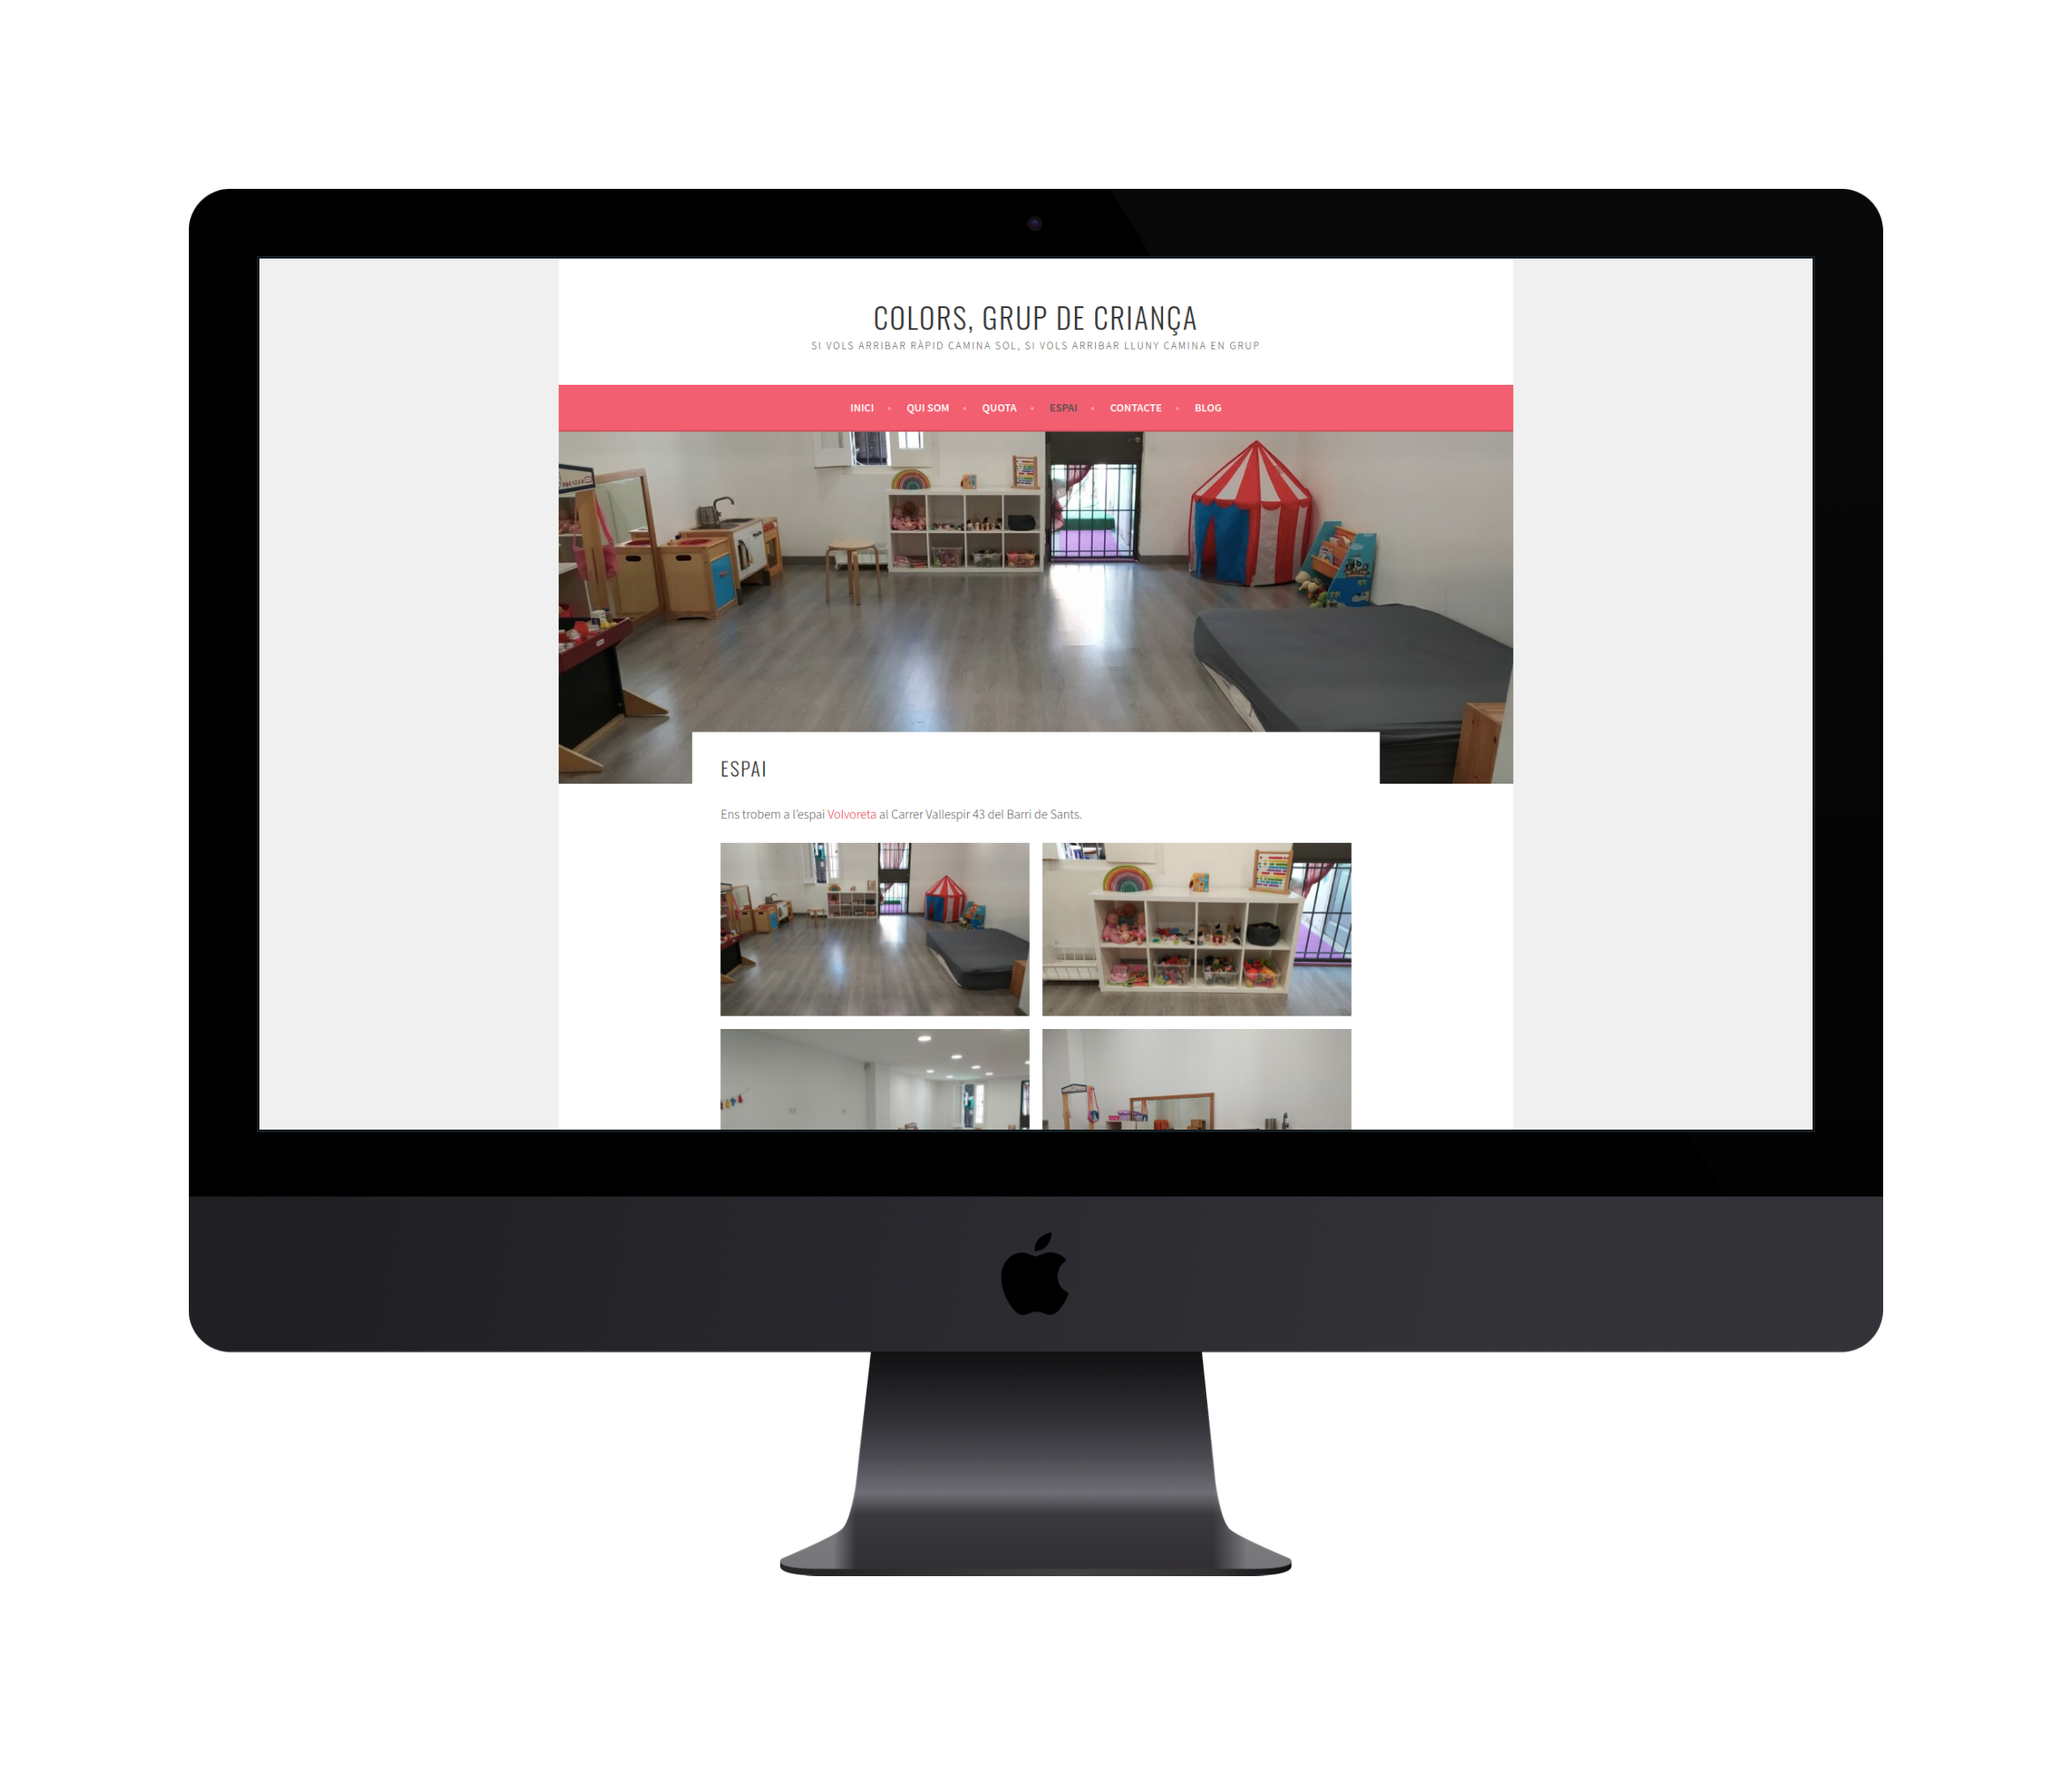 COLORS, GRUP DE CRIANÇA
SI VOLS ARRIBAR RÀPID CAMINA SOL, SI VOLS ARRIBAR LLUNY CAMINA EN GRUP
INICI • QUI SOM • QUOTA • ESPAI • CONTACTE • BLOG
ESPAI
Ens trobem a l'espai Volvoreta al Carrer Vallespir 43 del Barri de Sants.